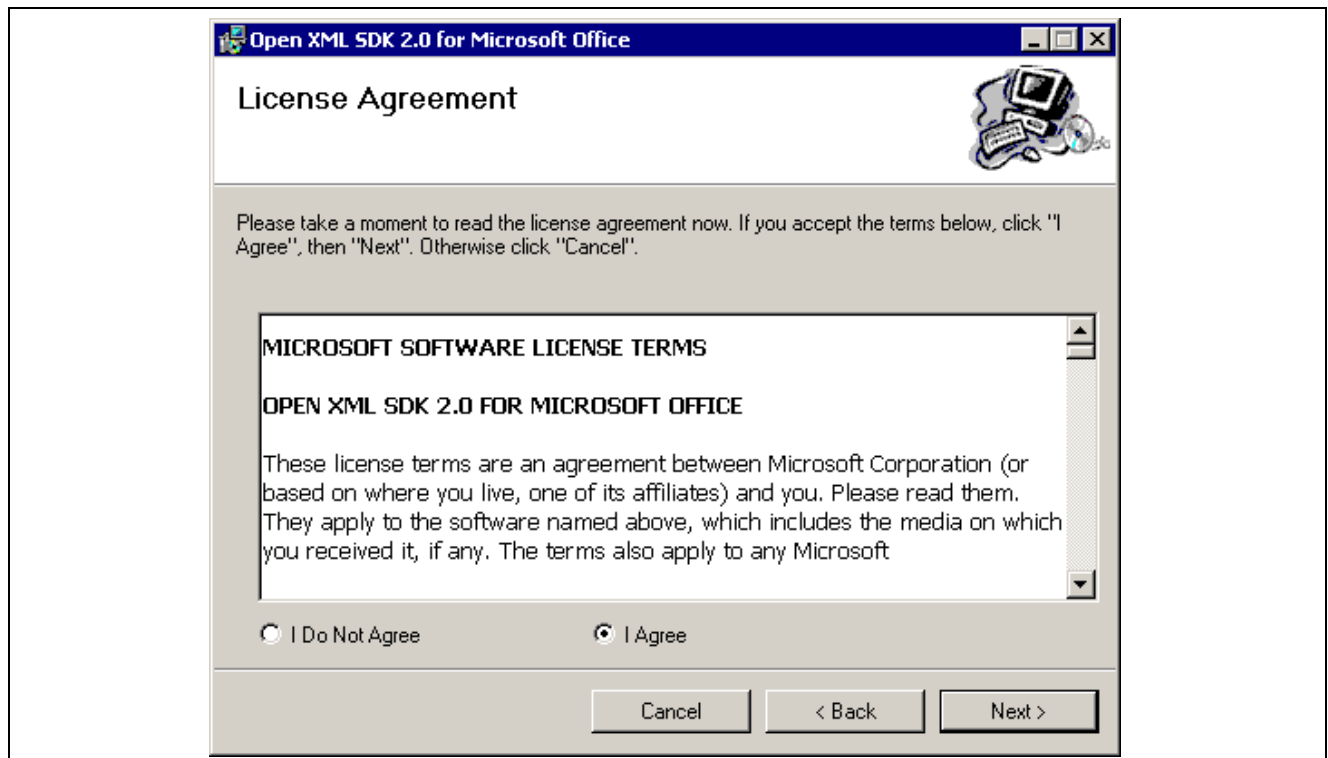 Open XML SDK 2.0 for Microsoft Office
License Agreement
Please take a moment to read the license agreement now. If you accept the terms below, click "I
Agree", then "Next". Otherwise click "Cancel".
MICROSOFT SOFTWARE LICENSE TERMS
OPEN XML SDK 2.0 FOR MICROSOFT OFFICE
These license terms are an agreement between Microsoft Corporation (or
based on where you live, one of its affiliates) and you. Please read them.
They apply to the software named above, which includes the media on which
you received it, if any. The terms also apply to any Microsoft
I Do Not Agree
I Agree
Cancel
< Back
Next >